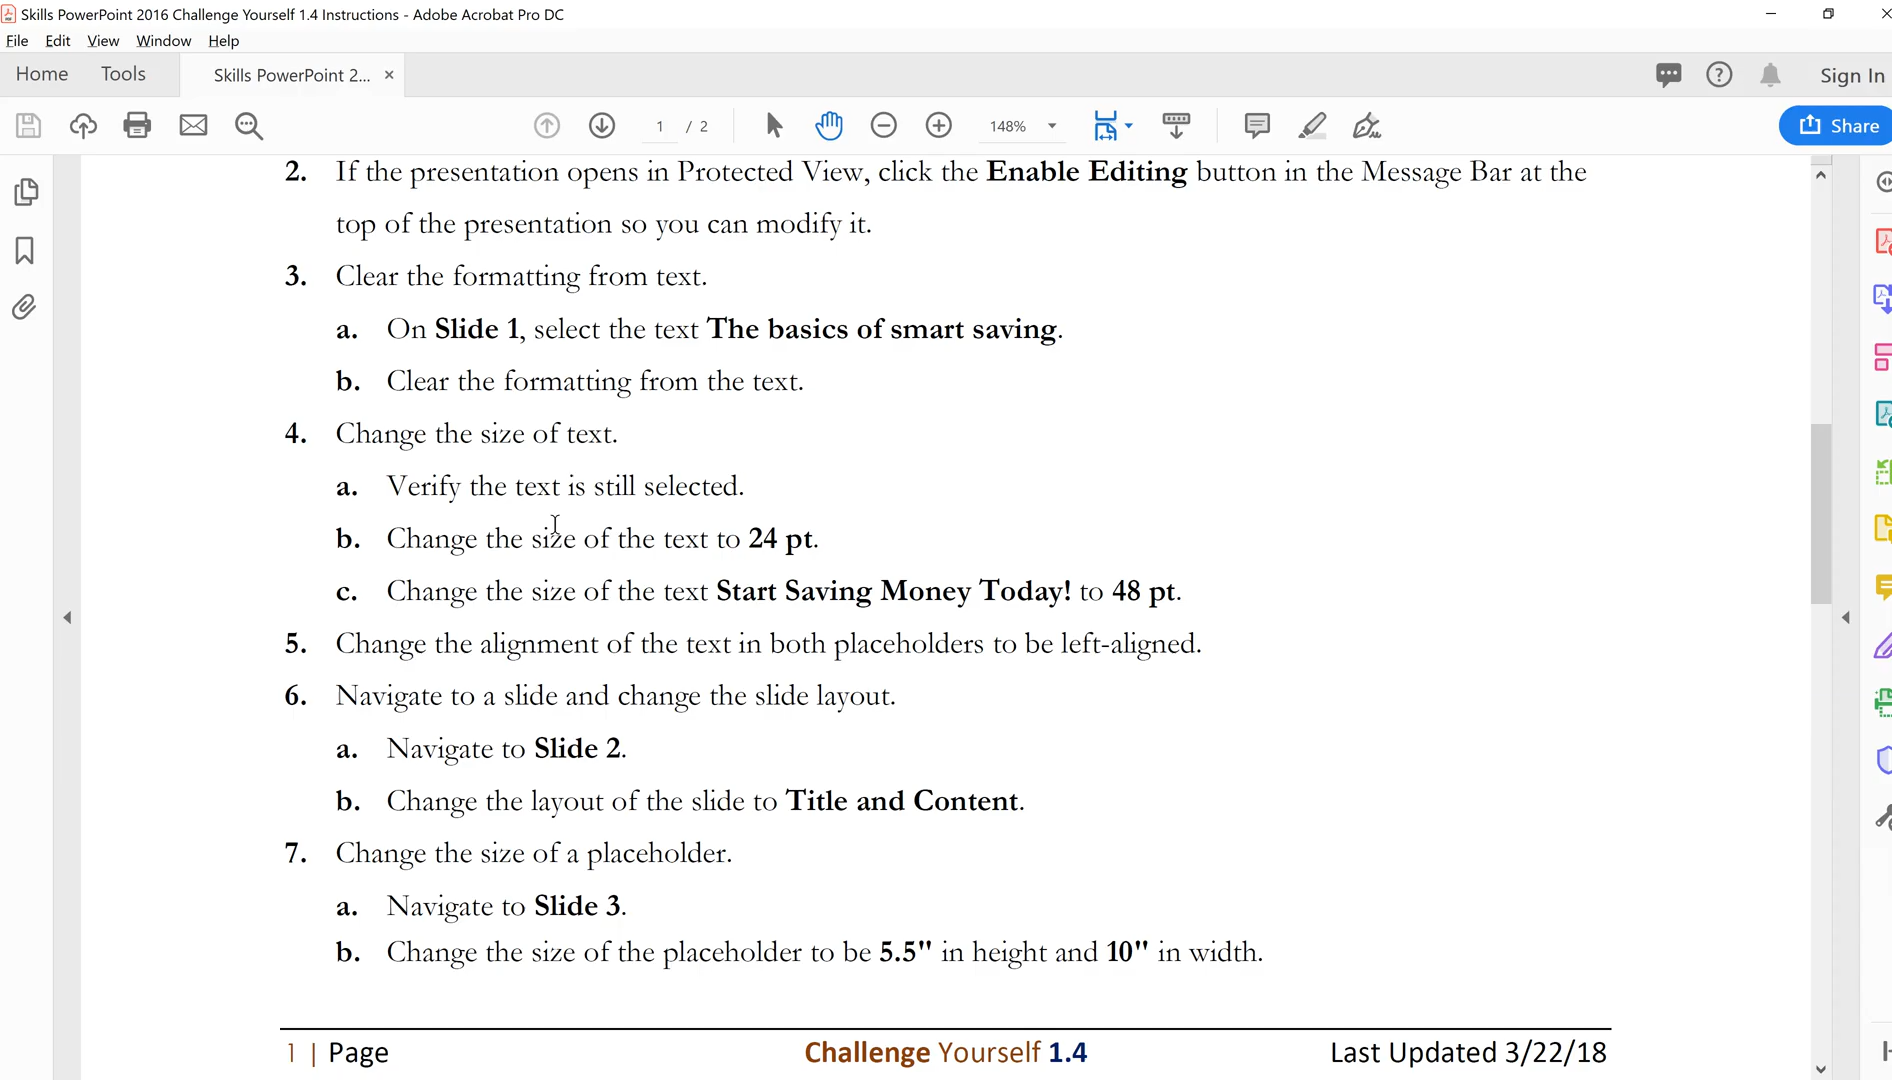 Skills PowerPoint 2016 Challenge Yourself 1.4 Instructions - Adobe Acrobat Pro DC
File Edit View Window Help
Home Tools Skills PowerPoint 2... × Sign In
1 / 2 148% Share
2. If the presentation opens in Protected View, click the Enable Editing button in the Message Bar at the
top of the presentation so you can modify it.
3. Clear the formatting from text.
a. On Slide 1, select the text The basics of smart saving.
b. Clear the formatting from the text.
4. Change the size of text.
a. Verify the text is still selected.
b. Change the size of the text to 24 pt.
c. Change the size of the text Start Saving Money Today! to 48 pt.
5. Change the alignment of the text in both placeholders to be left-aligned.
6. Navigate to a slide and change the slide layout.
a. Navigate to Slide 2.
b. Change the layout of the slide to Title and Content.
7. Change the size of a placeholder.
a. Navigate to Slide 3.
b. Change the size of the placeholder to be 5.5" in height and 10" in width.
1 | Page Challenge Yourself 1.4 Last Updated 3/22/18